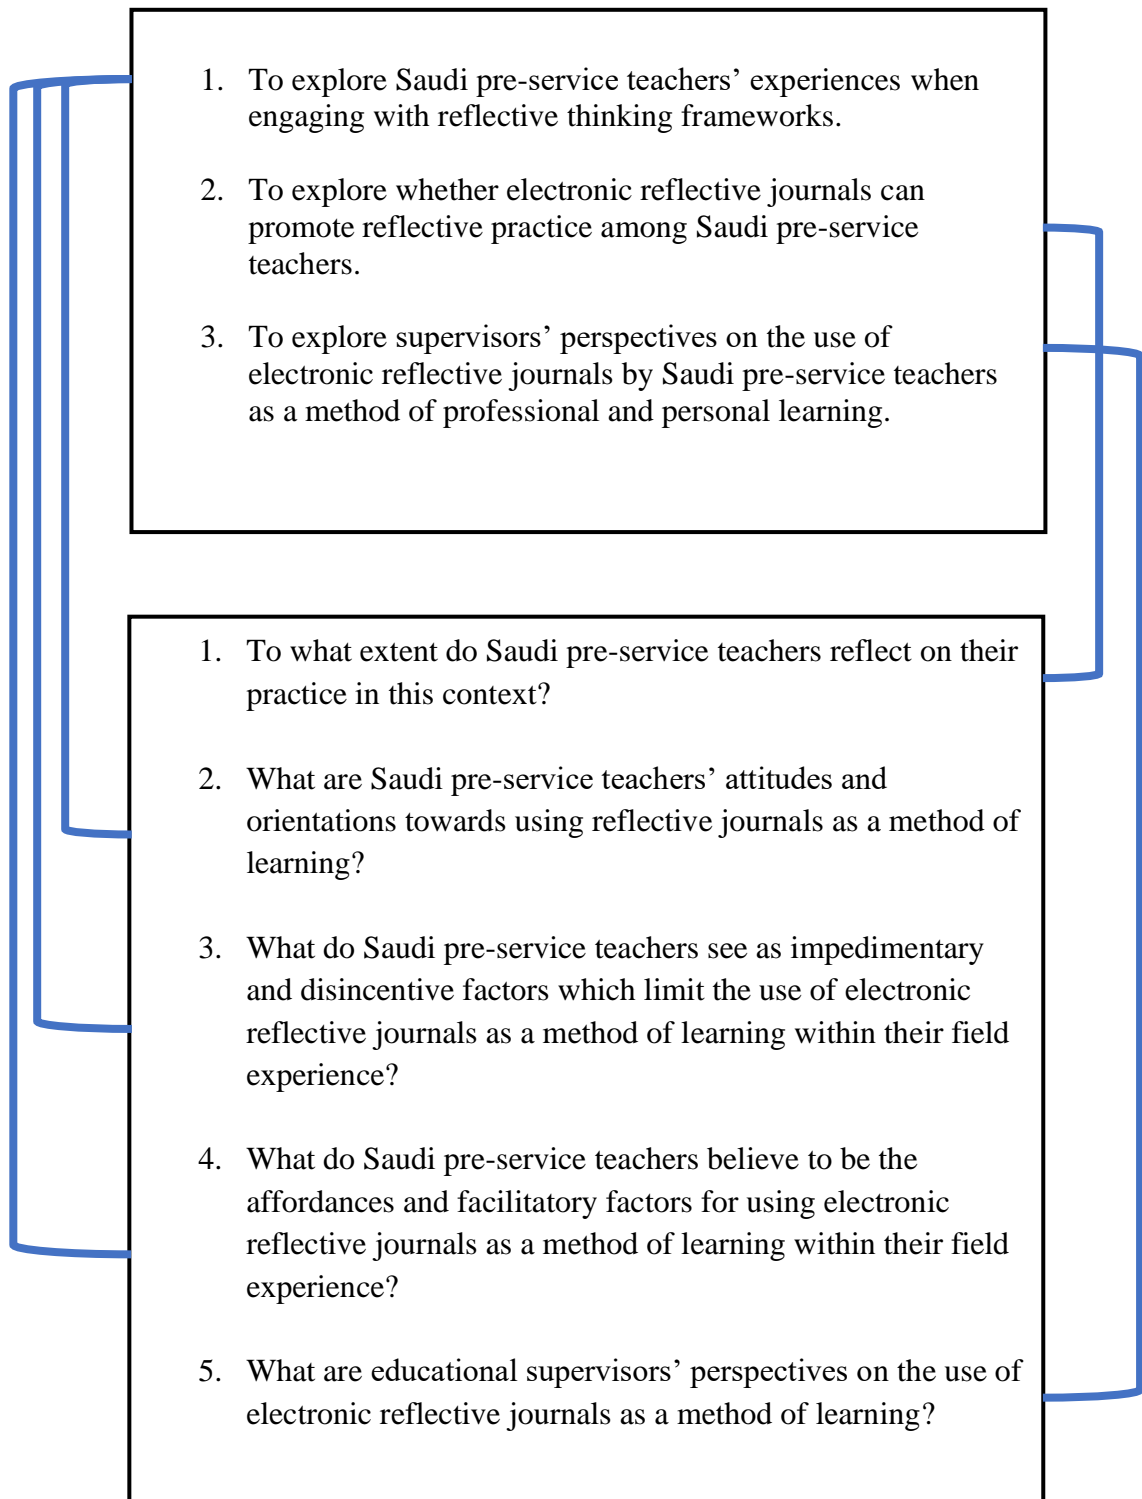 1. To explore Saudi pre-service teachers’ experiences when
engaging with reflective thinking frameworks.
2. To explore whether electronic reflective journals can
promote reflective practice among Saudi pre-service
teachers.
3. To explore supervisors’ perspectives on the use of
electronic reflective journals by Saudi pre-service teachers
as a method of professional and personal learning.
1. To what extent do Saudi pre-service teachers reflect on their
practice in this context?
2. What are Saudi pre-service teachers’ attitudes and
orientations towards using reflective journals as a method of
learning?
3. What do Saudi pre-service teachers see as impedimentary
and disincentive factors which limit the use of electronic
reflective journals as a method of learning within their field
experience?
4. What do Saudi pre-service teachers believe to be the
affordances and facilitatory factors for using electronic
reflective journals as a method of learning within their field
experience?
5. What are educational supervisors’ perspectives on the use of
electronic reflective journals as a method of learning?